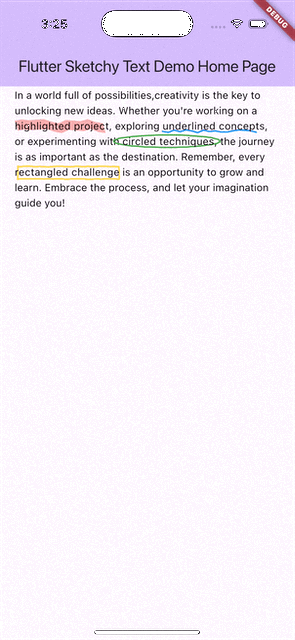 3:25
DEBUG
Flutter Sketchy Text Demo Home Page
In a world full of possibilities,creativity is the key to
unlocking new ideas. Whether you're working on a
highlighted project, exploring underlined concepts,
or experimenting with circled techniques, the journey
is as important as the destination. Remember, every
rectangled challenge is an opportunity to grow and
learn. Embrace the process, and let your imagination
guide you!